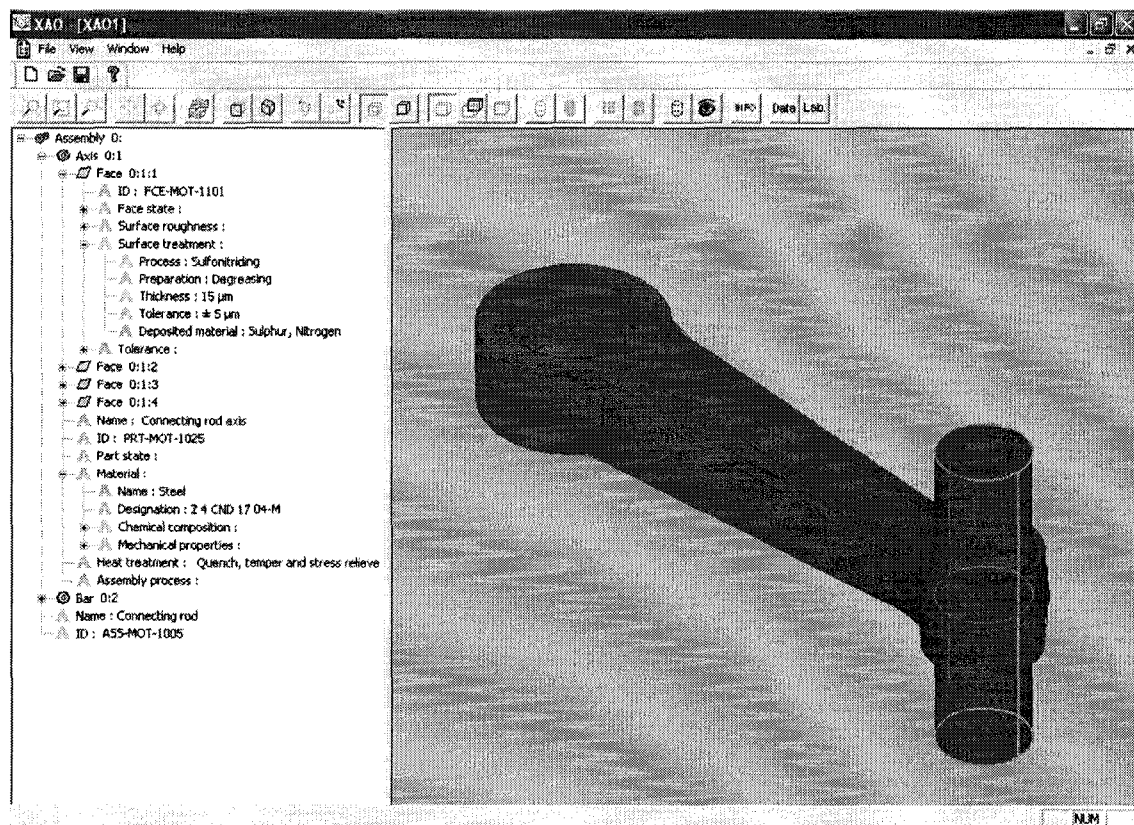 XAO - [XAO1]
File View Window Help
Data Lab.
Assembly 0:
Axis 0:1
Face 0:1:1
ID : FCE-MOT-1101
Face state :
Surface roughness :
Surface treatment :
Process : Sulfonitriding
Preparation : Degreasing
Thickness : 15 µm
Tolerance : ± 5 µm
Deposited material : Sulphur, Nitrogen
Tolerance :
Face 0:1:2
Face 0:1:3
Face 0:1:4
Name : Connecting rod axis
ID : PRT-MOT-1025
Part state :
Material :
Name : Steel
Designation : Z 4 CND 17 04-M
Chemical composition :
Mechanical properties :
Heat treatment : Quench, temper and stress relieve
Assembly process :
Bar 0:2
Name : Connecting rod
ID : ASS-MOT-1005
NUM